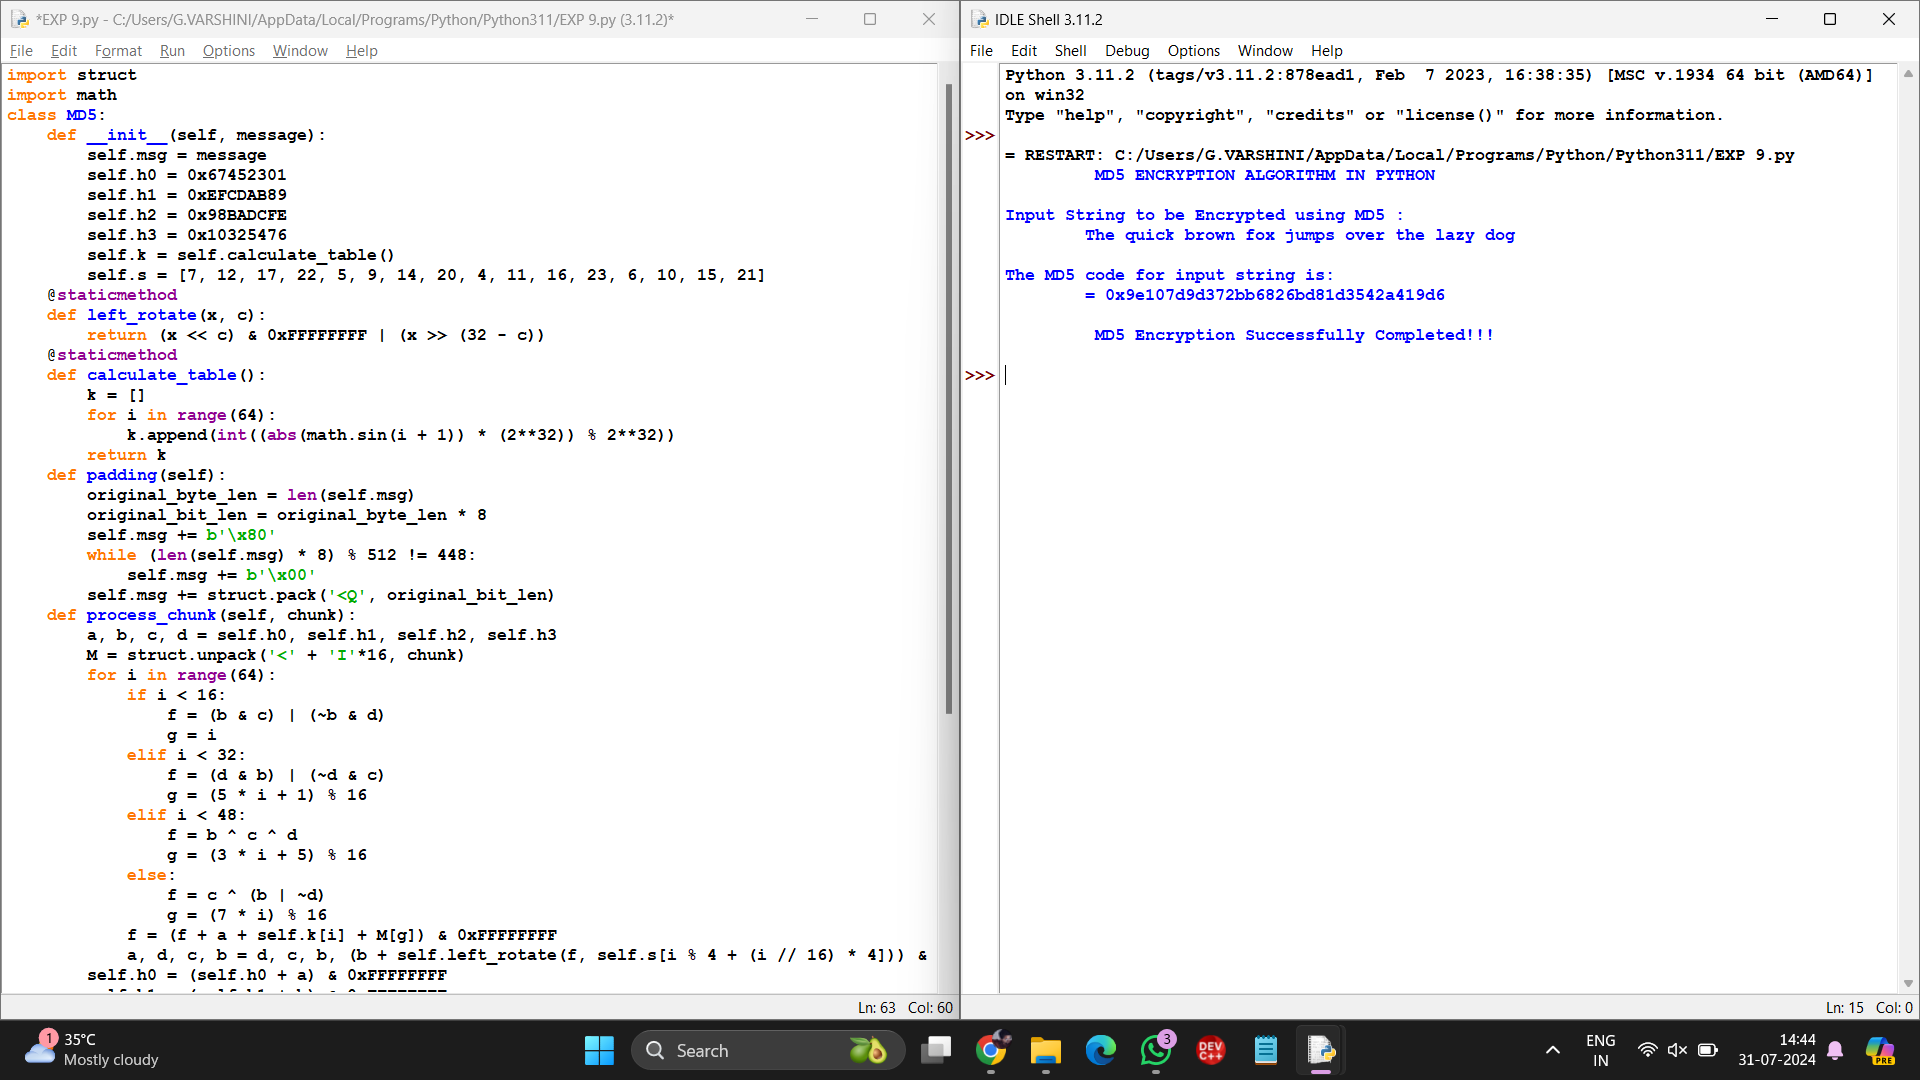 *EXP 9.py - C:/Users/G.VARSHINI/AppData/Local/Programs/Python/Python311/EXP 9.py (3.11.2)*
File Edit Format Run Options Window Help
import struct
import math
class MD5:
    def __init__(self, message):
        self.msg = message
        self.h0 = 0x67452301
        self.h1 = 0xEFCDAB89
        self.h2 = 0x98BADCFE
        self.h3 = 0x10325476
        self.k = self.calculate_table()
        self.s = [7, 12, 17, 22, 5, 9, 14, 20, 4, 11, 16, 23, 6, 10, 15, 21]
    @staticmethod
    def left_rotate(x, c):
        return (x << c) & 0xFFFFFFFF | (x >> (32 - c))
    @staticmethod
    def calculate_table():
        k = []
        for i in range(64):
            k.append(int((abs(math.sin(i + 1)) * (2**32)) % 2**32))
        return k
    def padding(self):
        original_byte_len = len(self.msg)
        original_bit_len = original_byte_len * 8
        self.msg += b'\x80'
        while (len(self.msg) * 8) % 512 != 448:
            self.msg += b'\x00'
        self.msg += struct.pack('<Q', original_bit_len)
    def process_chunk(self, chunk):
        a, b, c, d = self.h0, self.h1, self.h2, self.h3
        M = struct.unpack('<' + 'I'*16, chunk)
        for i in range(64):
            if i < 16:
                f = (b & c) | (~b & d)
                g = i
            elif i < 32:
                f = (d & b) | (~d & c)
                g = (5 * i + 1) % 16
            elif i < 48:
                f = b ^ c ^ d
                g = (3 * i + 5) % 16
            else:
                f = c ^ (b | ~d)
                g = (7 * i) % 16
            f = (f + a + self.k[i] + M[g]) & 0xFFFFFFFF
            a, d, c, b = d, c, b, (b + self.left_rotate(f, self.s[i % 4 + (i // 16) * 4])) &
        self.h0 = (self.h0 + a) & 0xFFFFFFFF
Ln: 63 Col: 60
IDLE Shell 3.11.2
File Edit Shell Debug Options Window Help
Python 3.11.2 (tags/v3.11.2:878ead1, Feb  7 2023, 16:38:35) [MSC v.1934 64 bit (AMD64)]
on win32
Type "help", "copyright", "credits" or "license()" for more information.
>>>
= RESTART: C:/Users/G.VARSHINI/AppData/Local/Programs/Python/Python311/EXP 9.py
MD5 ENCRYPTION ALGORITHM IN PYTHON
Input String to be Encrypted using MD5 :
The quick brown fox jumps over the lazy dog
The MD5 code for input string is:
= 0x9e107d9d372bb6826bd81d3542a419d6
MD5 Encryption Successfully Completed!!!
>>>
Ln: 15 Col: 0
1
35°C
Mostly cloudy
Search
3
DEV
C++
ENG
IN
14:44
31-07-2024
PRE